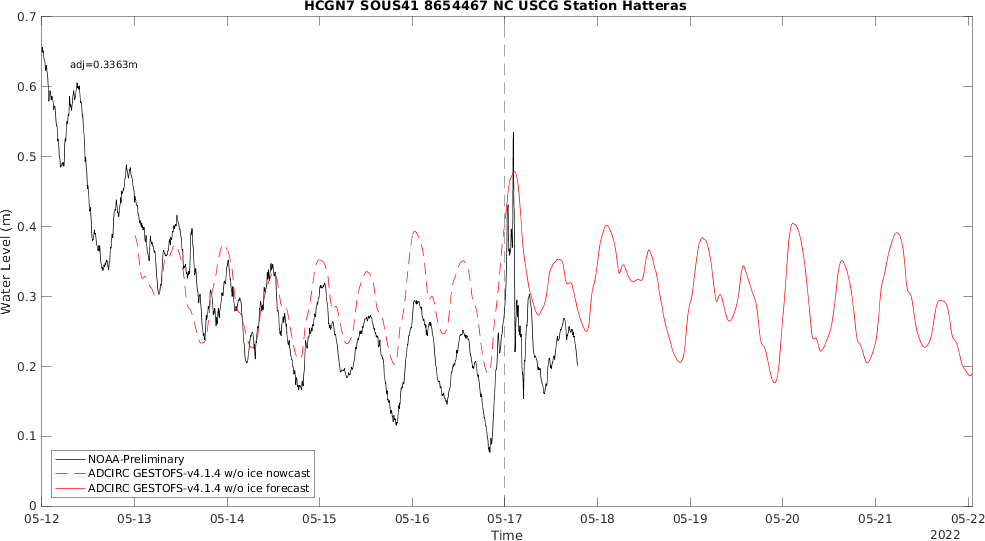 HCGN7 SOUS41 8654467 NC USCG Station Hatteras
0.7
0.6
0.5
0.4
0.3
0.2
0.1
0
Water Level (m)
adj=0.3363m
NOAA-Preliminary
ADCIRC GESTOFS-v4.1.4 w/o ice nowcast
ADCIRC GESTOFS-v4.1.4 w/o ice forecast
05-12 05-13 05-14 05-15 05-16 05-17 05-18 05-19 05-20 05-21 05-22
Time
2022